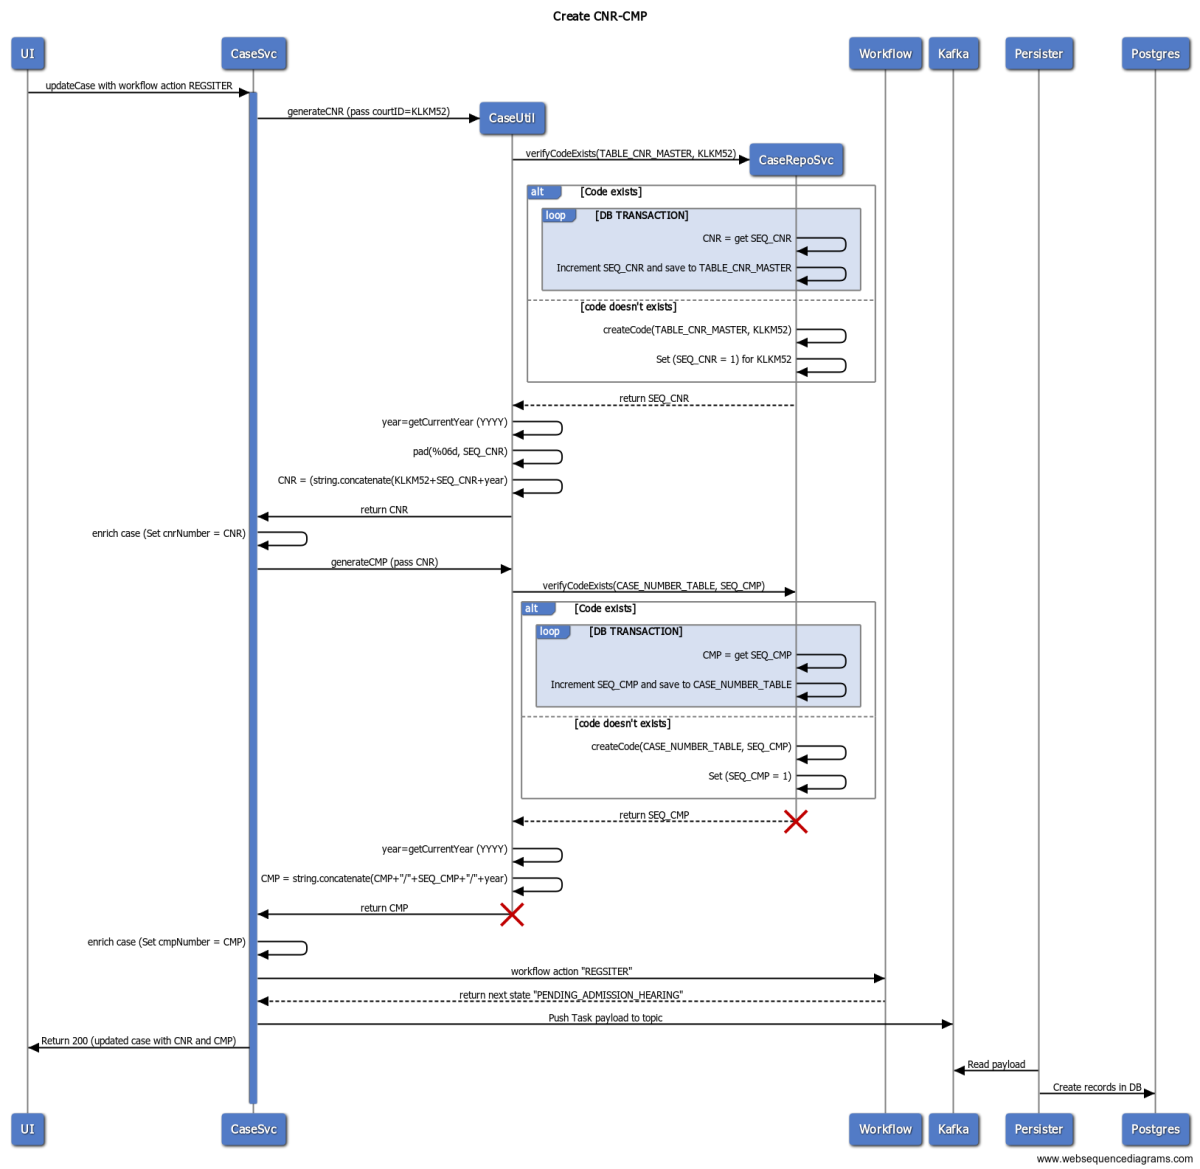 Create CNR-CMP
UI
CaseSvc
Workflow
Kafka
Persister
Postgres
updateCase with workflow action REGSITER
generateCNR (pass courtID=KLKM52)
CaseUtil
verifyCodeExists(TABLE_CNR_MASTER, KLKM52)
CaseRepoSvc
alt
[Code exists]
loop
[DB TRANSACTION]
CNR = get SEQ_CNR
Increment SEQ_CNR and save to TABLE_CNR_MASTER
[code doesn't exists]
createCode(TABLE_CNR_MASTER, KLKM52)
Set (SEQ_CNR = 1) for KLKM52
return SEQ_CNR
year=getCurrentYear (YYYY)
pad(%06d, SEQ_CNR)
CNR = (string.concatenate(KLKM52+SEQ_CNR+year)
return CNR
enrich case (Set cnrNumber = CNR)
generateCMP (pass CNR)
verifyCodeExists(CASE_NUMBER_TABLE, SEQ_CMP)
alt
[Code exists]
loop
[DB TRANSACTION]
CMP = get SEQ_CMP
Increment SEQ_CMP and save to CASE_NUMBER_TABLE
[code doesn't exists]
createCode(CASE_NUMBER_TABLE, SEQ_CMP)
Set (SEQ_CMP = 1)
return SEQ_CMP
year=getCurrentYear (YYYY)
CMP = string.concatenate(CMP+"/"+SEQ_CMP+"/"+year)
return CMP
enrich case (Set cmpNumber = CMP)
workflow action "REGSITER"
return next state "PENDING_ADMISSION_HEARING"
Push Task payload to topic
Return 200 (updated case with CNR and CMP)
Read payload
Create records in DB
UI
CaseSvc
Workflow
Kafka
Persister
Postgres
www.websequencediagrams.com